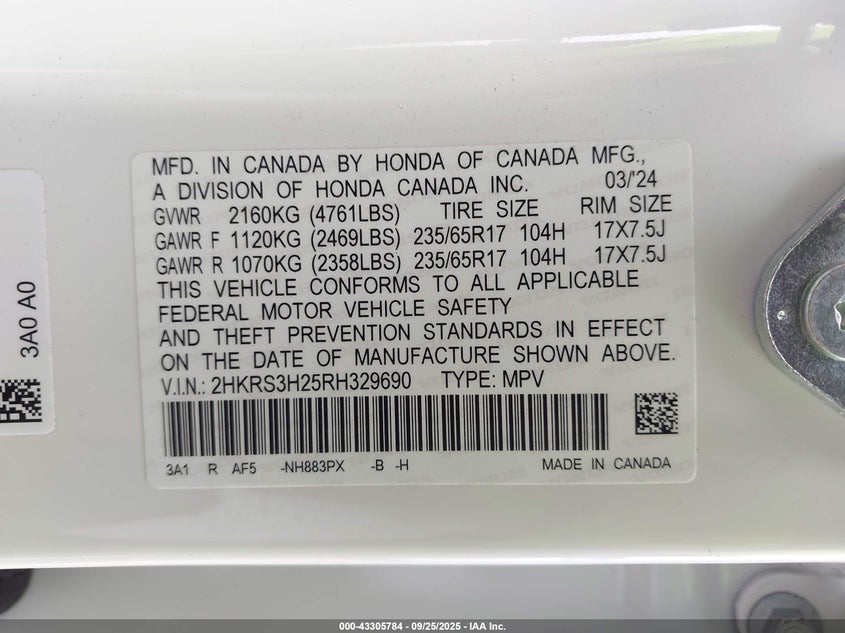 MFD. IN CANADA BY HONDA OF CANADA MFG.,
A DIVISION OF HONDA CANADA INC. 03/'24
GVWR 2160KG (4761LBS) TIRE SIZE RIM SIZE
GAWR F 1120KG (2469LBS) 235/65R17 104H 17X7.5J
GAWR R 1070KG (2358LBS) 235/65R17 104H 17X7.5J
THIS VEHICLE CONFORMS TO ALL APPLICABLE
FEDERAL MOTOR VEHICLE SAFETY
AND THEFT PREVENTION STANDARDS IN EFFECT
ON THE DATE OF MANUFACTURE SHOWN ABOVE.
V.I.N.: 2HKRS3H25RH329690 TYPE: MPV
3A1 R AF5 -NH883PX -B -H MADE IN CANADA
3A0 A0
000-43305784 - 09/25/2025 - IAA Inc.